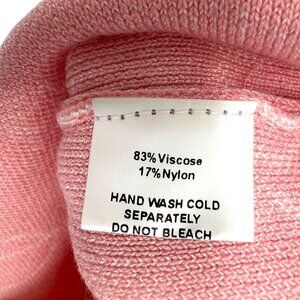 83% Viscose
17% Nylon
HAND WASH COLD
SEPARATELY
DO NOT BLEACH